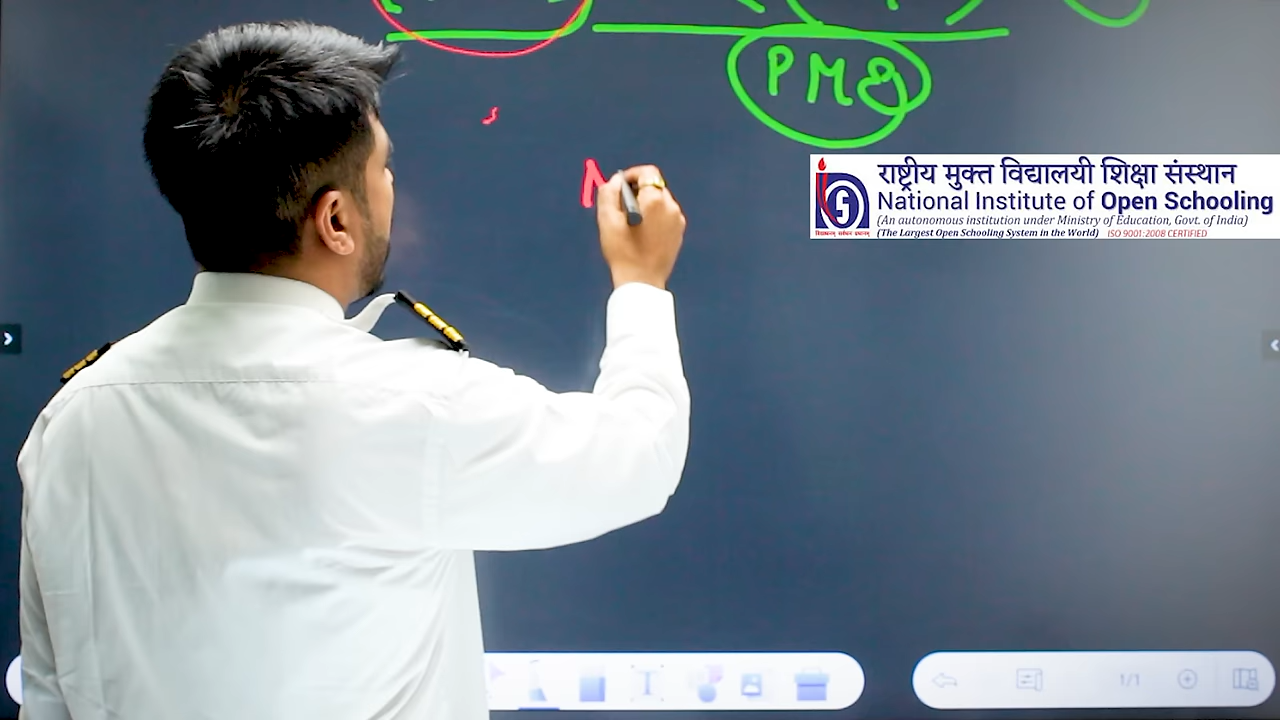 PMB
N
राष्ट्रीय मुक्त विद्यालयी शिक्षा संस्थान
National Institute of Open Schooling
(An autonomous institution under Ministry of Education, Govt. of India)
(The Largest Open Schooling System in the World) ISO 9001:2008 CERTIFIED
1/1